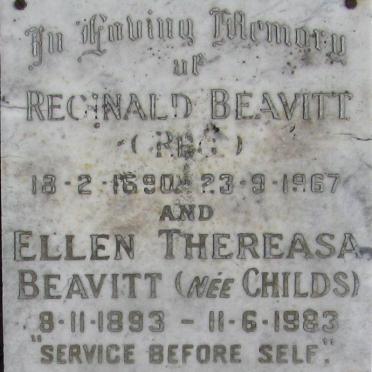 In Loving Memory
of
REGINALD BEAVITT
(REG)
18-2-1890 - 23-9-1967
AND
ELLEN THEREASA
BEAVITT (NÉE CHILDS)
8-11-1893 - 11-6-1983
"SERVICE BEFORE SELF."